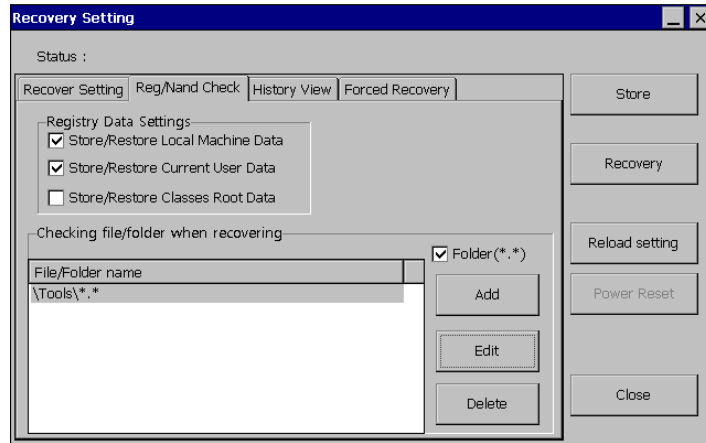 Recovery Setting
Status :
Recover Setting Reg/Nand Check History View Forced Recovery
Registry Data Settings
Store/Restore Local Machine Data
Store/Restore Current User Data
Store/Restore Classes Root Data
Checking file/folder when recovering
Folder(*.*)
File/Folder name
\Tools\*.*
Add
Edit
Delete
Store
Recovery
Reload setting
Power Reset
Close